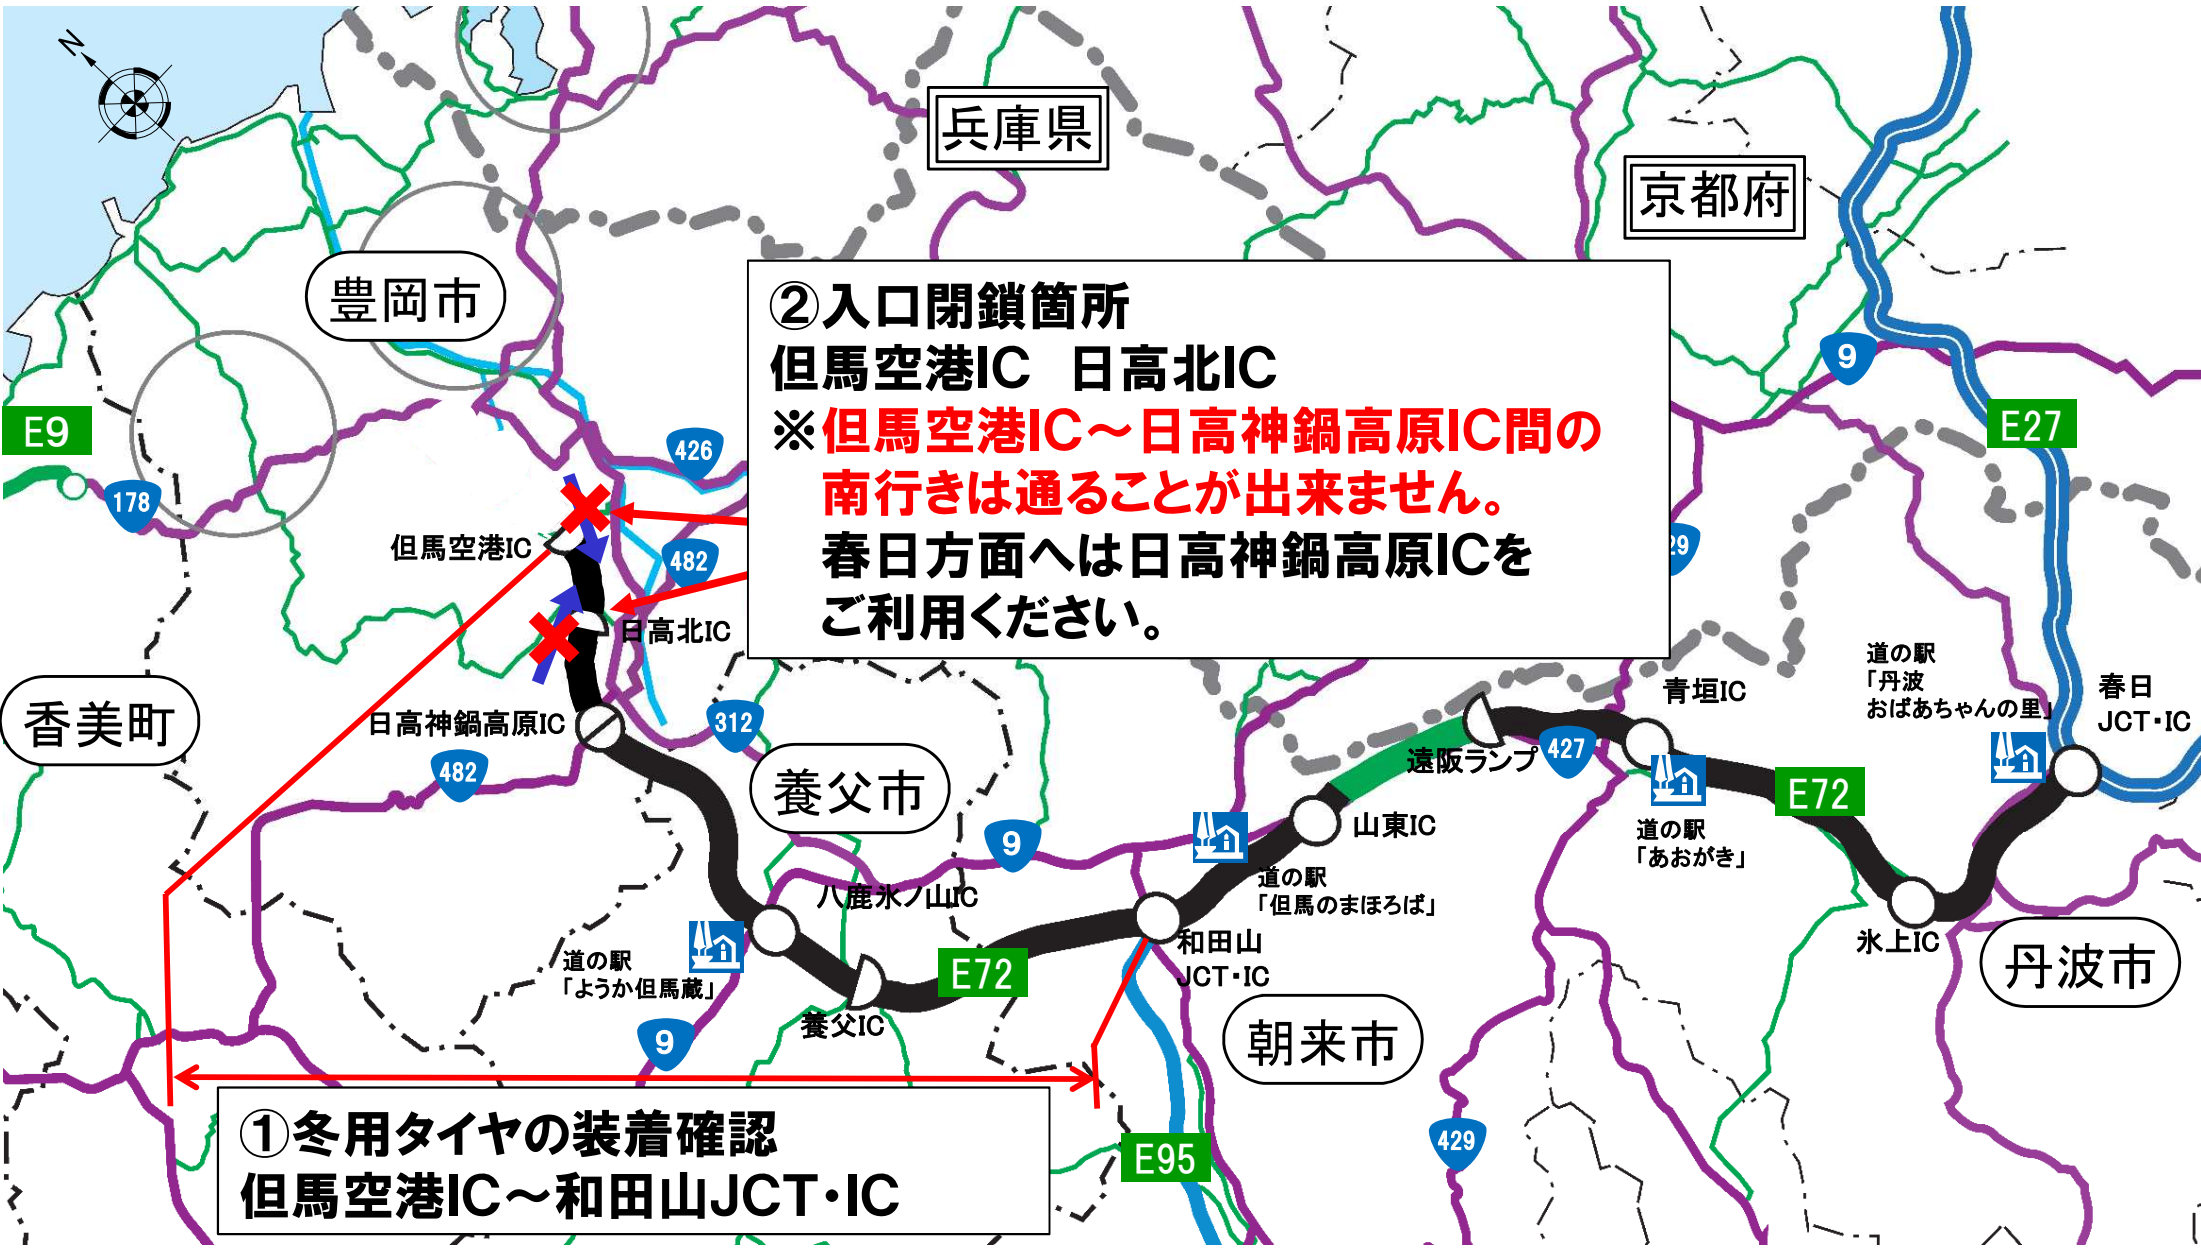 N
兵庫県
京都府
豊岡市
②入口閉鎖箇所
但馬空港IC　日高北IC
※但馬空港IC～日高神鍋高原IC間の
南行きは通ることが出来ません。
春日方面へは日高神鍋高原ICを
ご利用ください。
9
E9
E27
426
178
但馬空港IC
482
29
日高北IC
道の駅
「丹波
おばあちゃんの里」
春日
JCT・IC
青垣IC
香美町
日高神鍋高原IC
312
482
養父市
遠阪ランプ
427
E72
山東IC
道の駅
「あおがき」
9
道の駅
「但馬のまほろば」
八鹿氷ノ山IC
和田山
JCT・IC
氷上IC
丹波市
道の駅
「ようか但馬蔵」
E72
養父IC
9
朝来市
①冬用タイヤの装着確認
但馬空港IC～和田山JCT・IC
E95
429